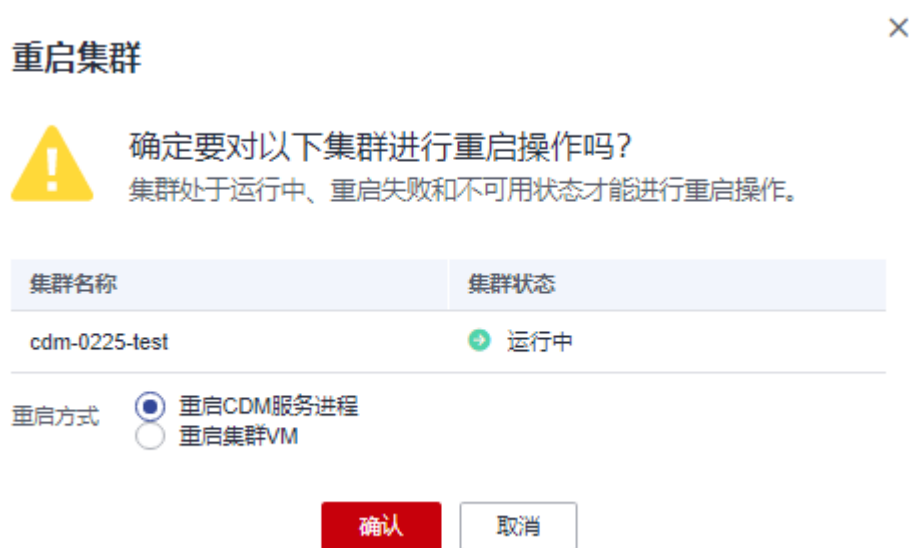 重启集群
确定要对以下集群进行重启操作吗?
集群处于运行中、重启失败和不可用状态才能进行重启操作。
集群名称 集群状态
cdm-0225-test 运行中
重启方式 重启CDM服务进程
重启集群VM
确认 取消